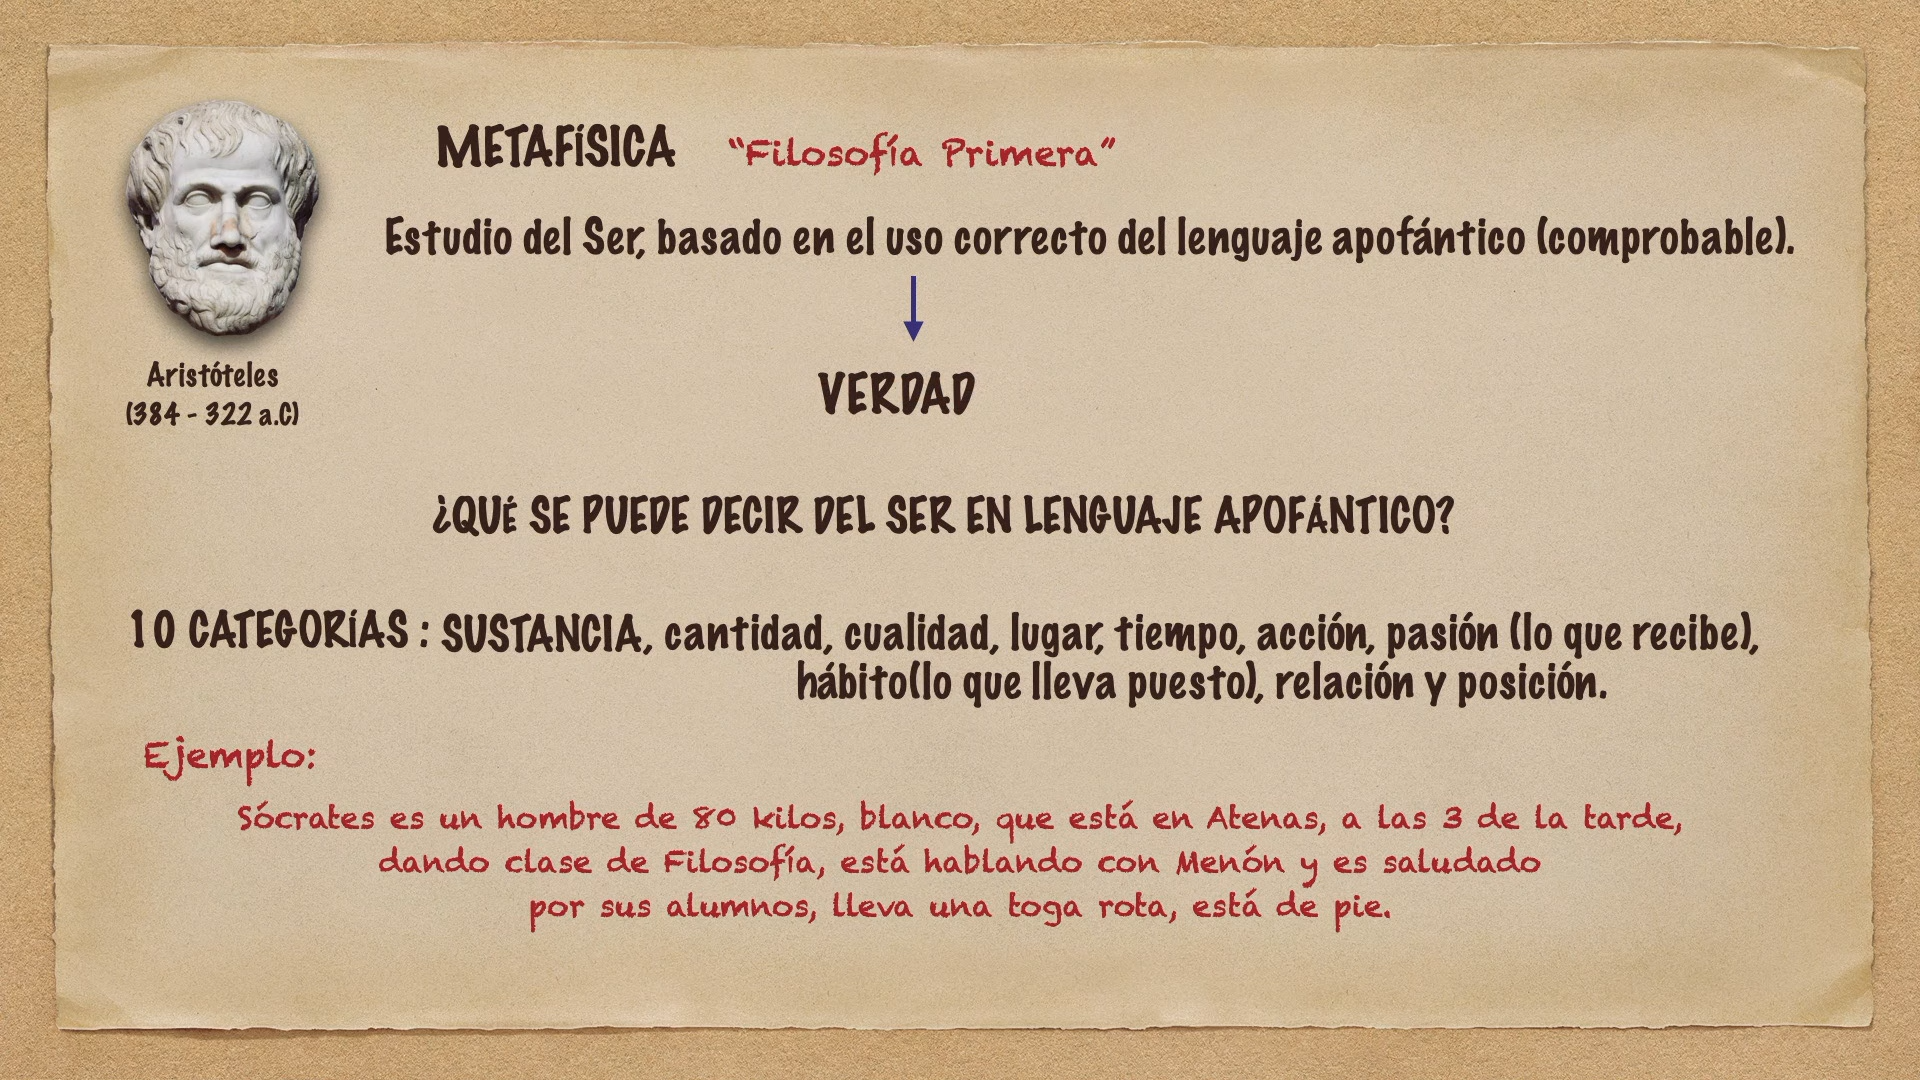 METAFÍSICA “Filosofía Primera”
Estudio del Ser, basado en el uso correcto del lenguaje apofántico (comprobable).
Aristóteles
(384 - 322 a.C)
VERDAD
¿QUÉ SE PUEDE DECIR DEL SER EN LENGUAJE APOFÁNTICO?
10 CATEGORÍAS : SUSTANCIA, cantidad, cualidad, lugar, tiempo, acción, pasión (lo que recibe),
hábito(lo que lleva puesto), relación y posición.
Ejemplo:
Sócrates es un hombre de 80 kilos, blanco, que está en Atenas, a las 3 de la tarde,
dando clase de Filosofía, está hablando con Menón y es saludado
por sus alumnos, lleva una toga rota, está de pie.